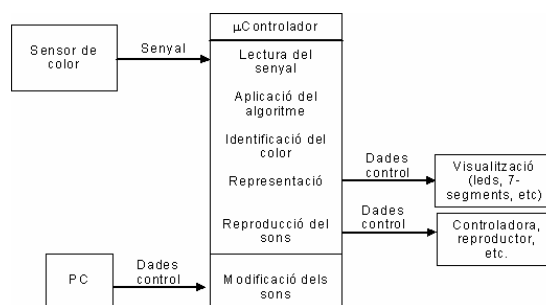 Sensor de
color
Senyal
µControlador
Lectura del
senyal
Aplicació del
algoritme
Identificació del
color
Representació
Reproducció del
sons
Modificació dels
sons
Dades
control
Visualització
(leds, 7-
segments, etc)
Dades
control
Controladora,
reproductor,
etc.
PC
Dades
control